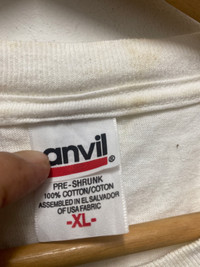 anvil®
PRE-SHRUNK
100% COTTON/COTON
ASSEMBLED IN EL SALVADOR
OF USA FABRIC
-XL-